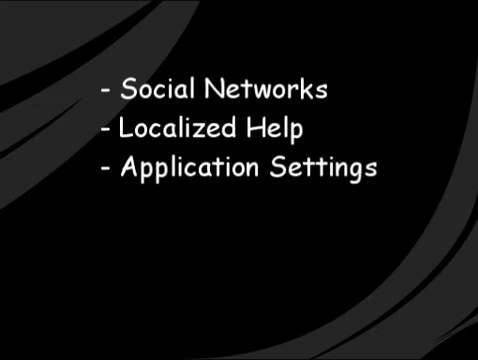 - Social Networks
- Localized Help
- Application Settings